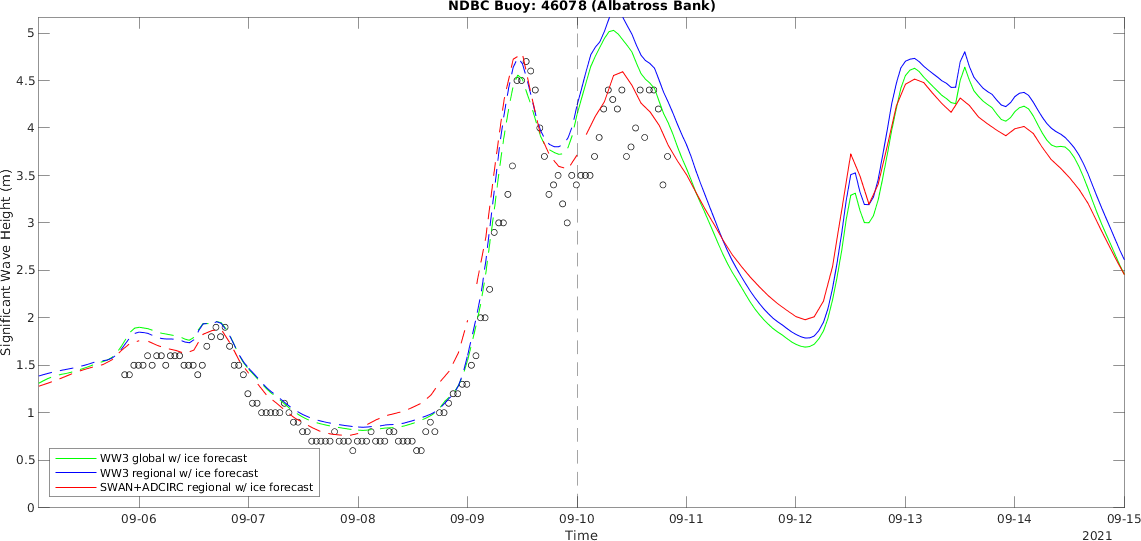 NDBC Buoy: 46078 (Albatross Bank)
Significant Wave Height (m)
5
4.5
4
3.5
3
2.5
2
1.5
1
0.5
0
WW3 global w/ ice forecast
WW3 regional w/ ice forecast
SWAN+ADCIRC regional w/ ice forecast
09-06 09-07 09-08 09-09 09-10 09-11 09-12 09-13 09-14 09-15
Time
2021